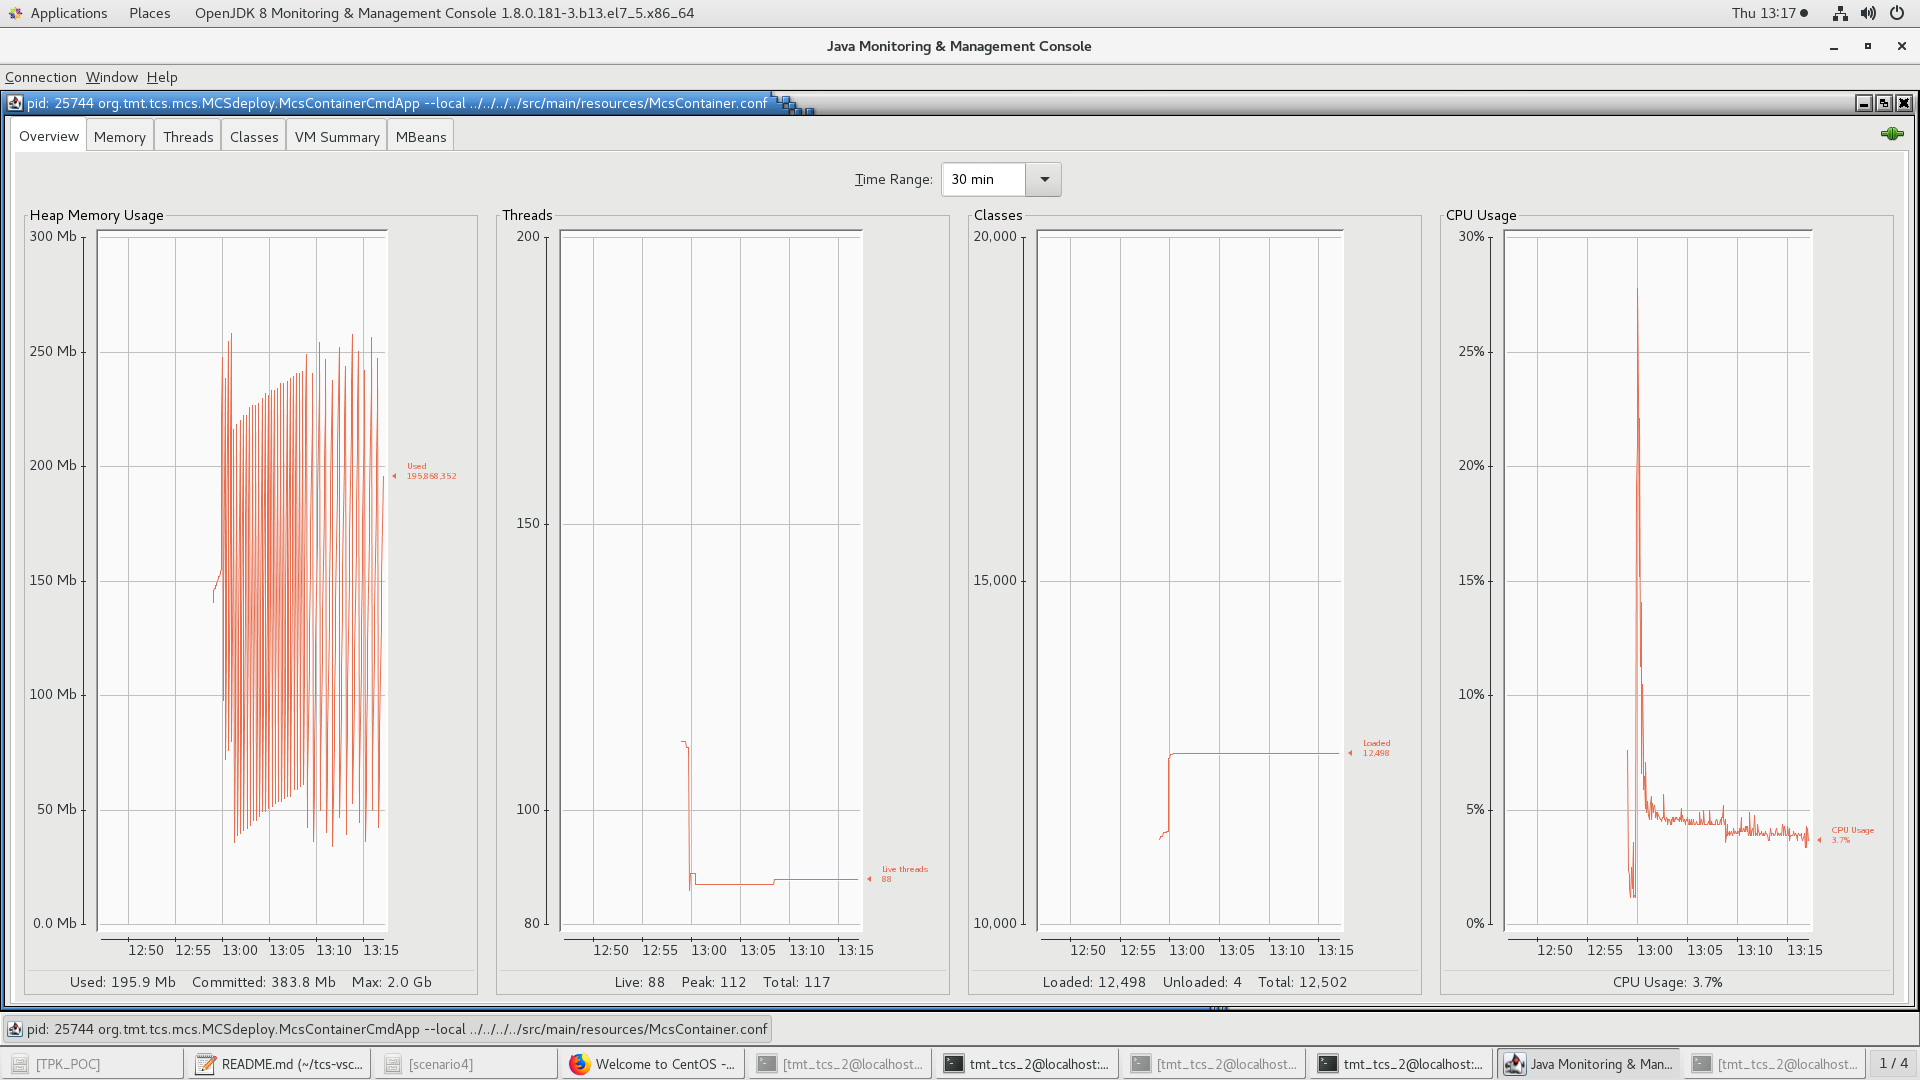 Applications Places OpenJDK 8 Monitoring & Management Console 1.8.0.181-3.b13.el7_5.x86_64 Thu 13:17
Java Monitoring & Management Console
Connection Window Help
pid: 25744 org.tmt.tcs.mcs.MCSdeploy.McsContainerCmdApp --local ../../../../src/main/resources/McsContainer.conf
Overview Memory Threads Classes VM Summary MBeans
Time Range: 30 min
Heap Memory Usage
300 Mb
250 Mb
200 Mb
150 Mb
100 Mb
50 Mb
0.0 Mb
Used
195,868,352
12:50 12:55 13:00 13:05 13:10 13:15
Used: 195.9 Mb Committed: 383.8 Mb Max: 2.0 Gb
Threads
200
150
100
80
Live threads
88
12:50 12:55 13:00 13:05 13:10 13:15
Live: 88 Peak: 112 Total: 117
Classes
20,000
15,000
10,000
Loaded
12,498
12:50 12:55 13:00 13:05 13:10 13:15
Loaded: 12,498 Unloaded: 4 Total: 12,502
CPU Usage
30%
25%
20%
15%
10%
5%
0%
CPU Usage
3.7%
12:50 12:55 13:00 13:05 13:10 13:15
CPU Usage: 3.7%
pid: 25744 org.tmt.tcs.mcs.MCSdeploy.McsContainerCmdApp --local ../../../../src/main/resources/McsContainer.conf
[TPK_POC] README.md (~/tcs-vsc... [scenario4] Welcome to CentOS -... [tmt_tcs_2@localhost... tmt_tcs_2@localhost:... [tmt_tcs_2@localhost... tmt_tcs_2@localhost:... Java Monitoring & Man... [tmt_tcs_2@localhost... 1 / 4